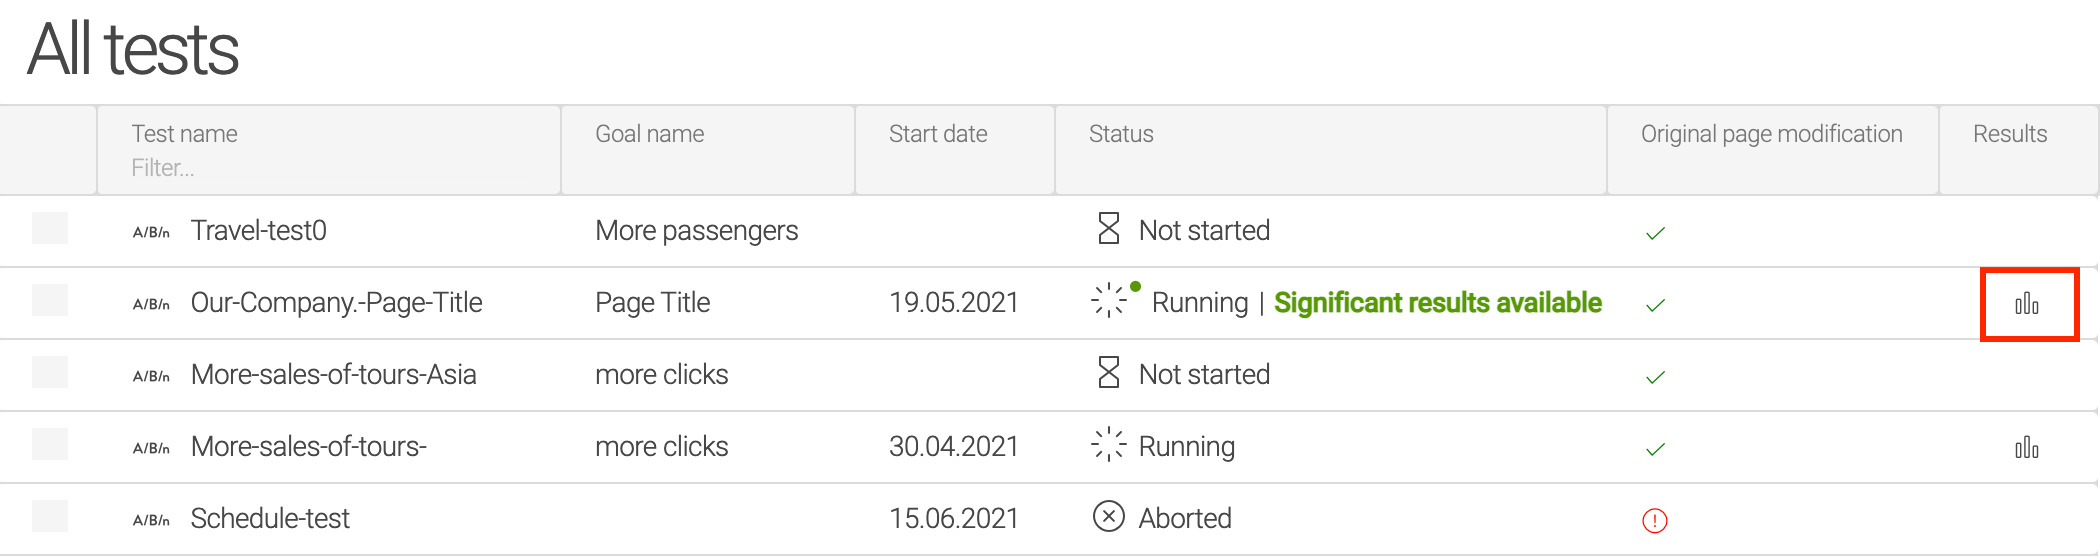 All tests
Test name Goal name Start date Status Original page modification Results
Filter...
A/B/n Travel-test0 More passengers Not started
A/B/n Our-Company.-Page-Title Page Title 19.05.2021 Running | Significant results available
A/B/n More-sales-of-tours-Asia more clicks Not started
A/B/n More-sales-of-tours- more clicks 30.04.2021 Running
A/B/n Schedule-test 15.06.2021 Aborted